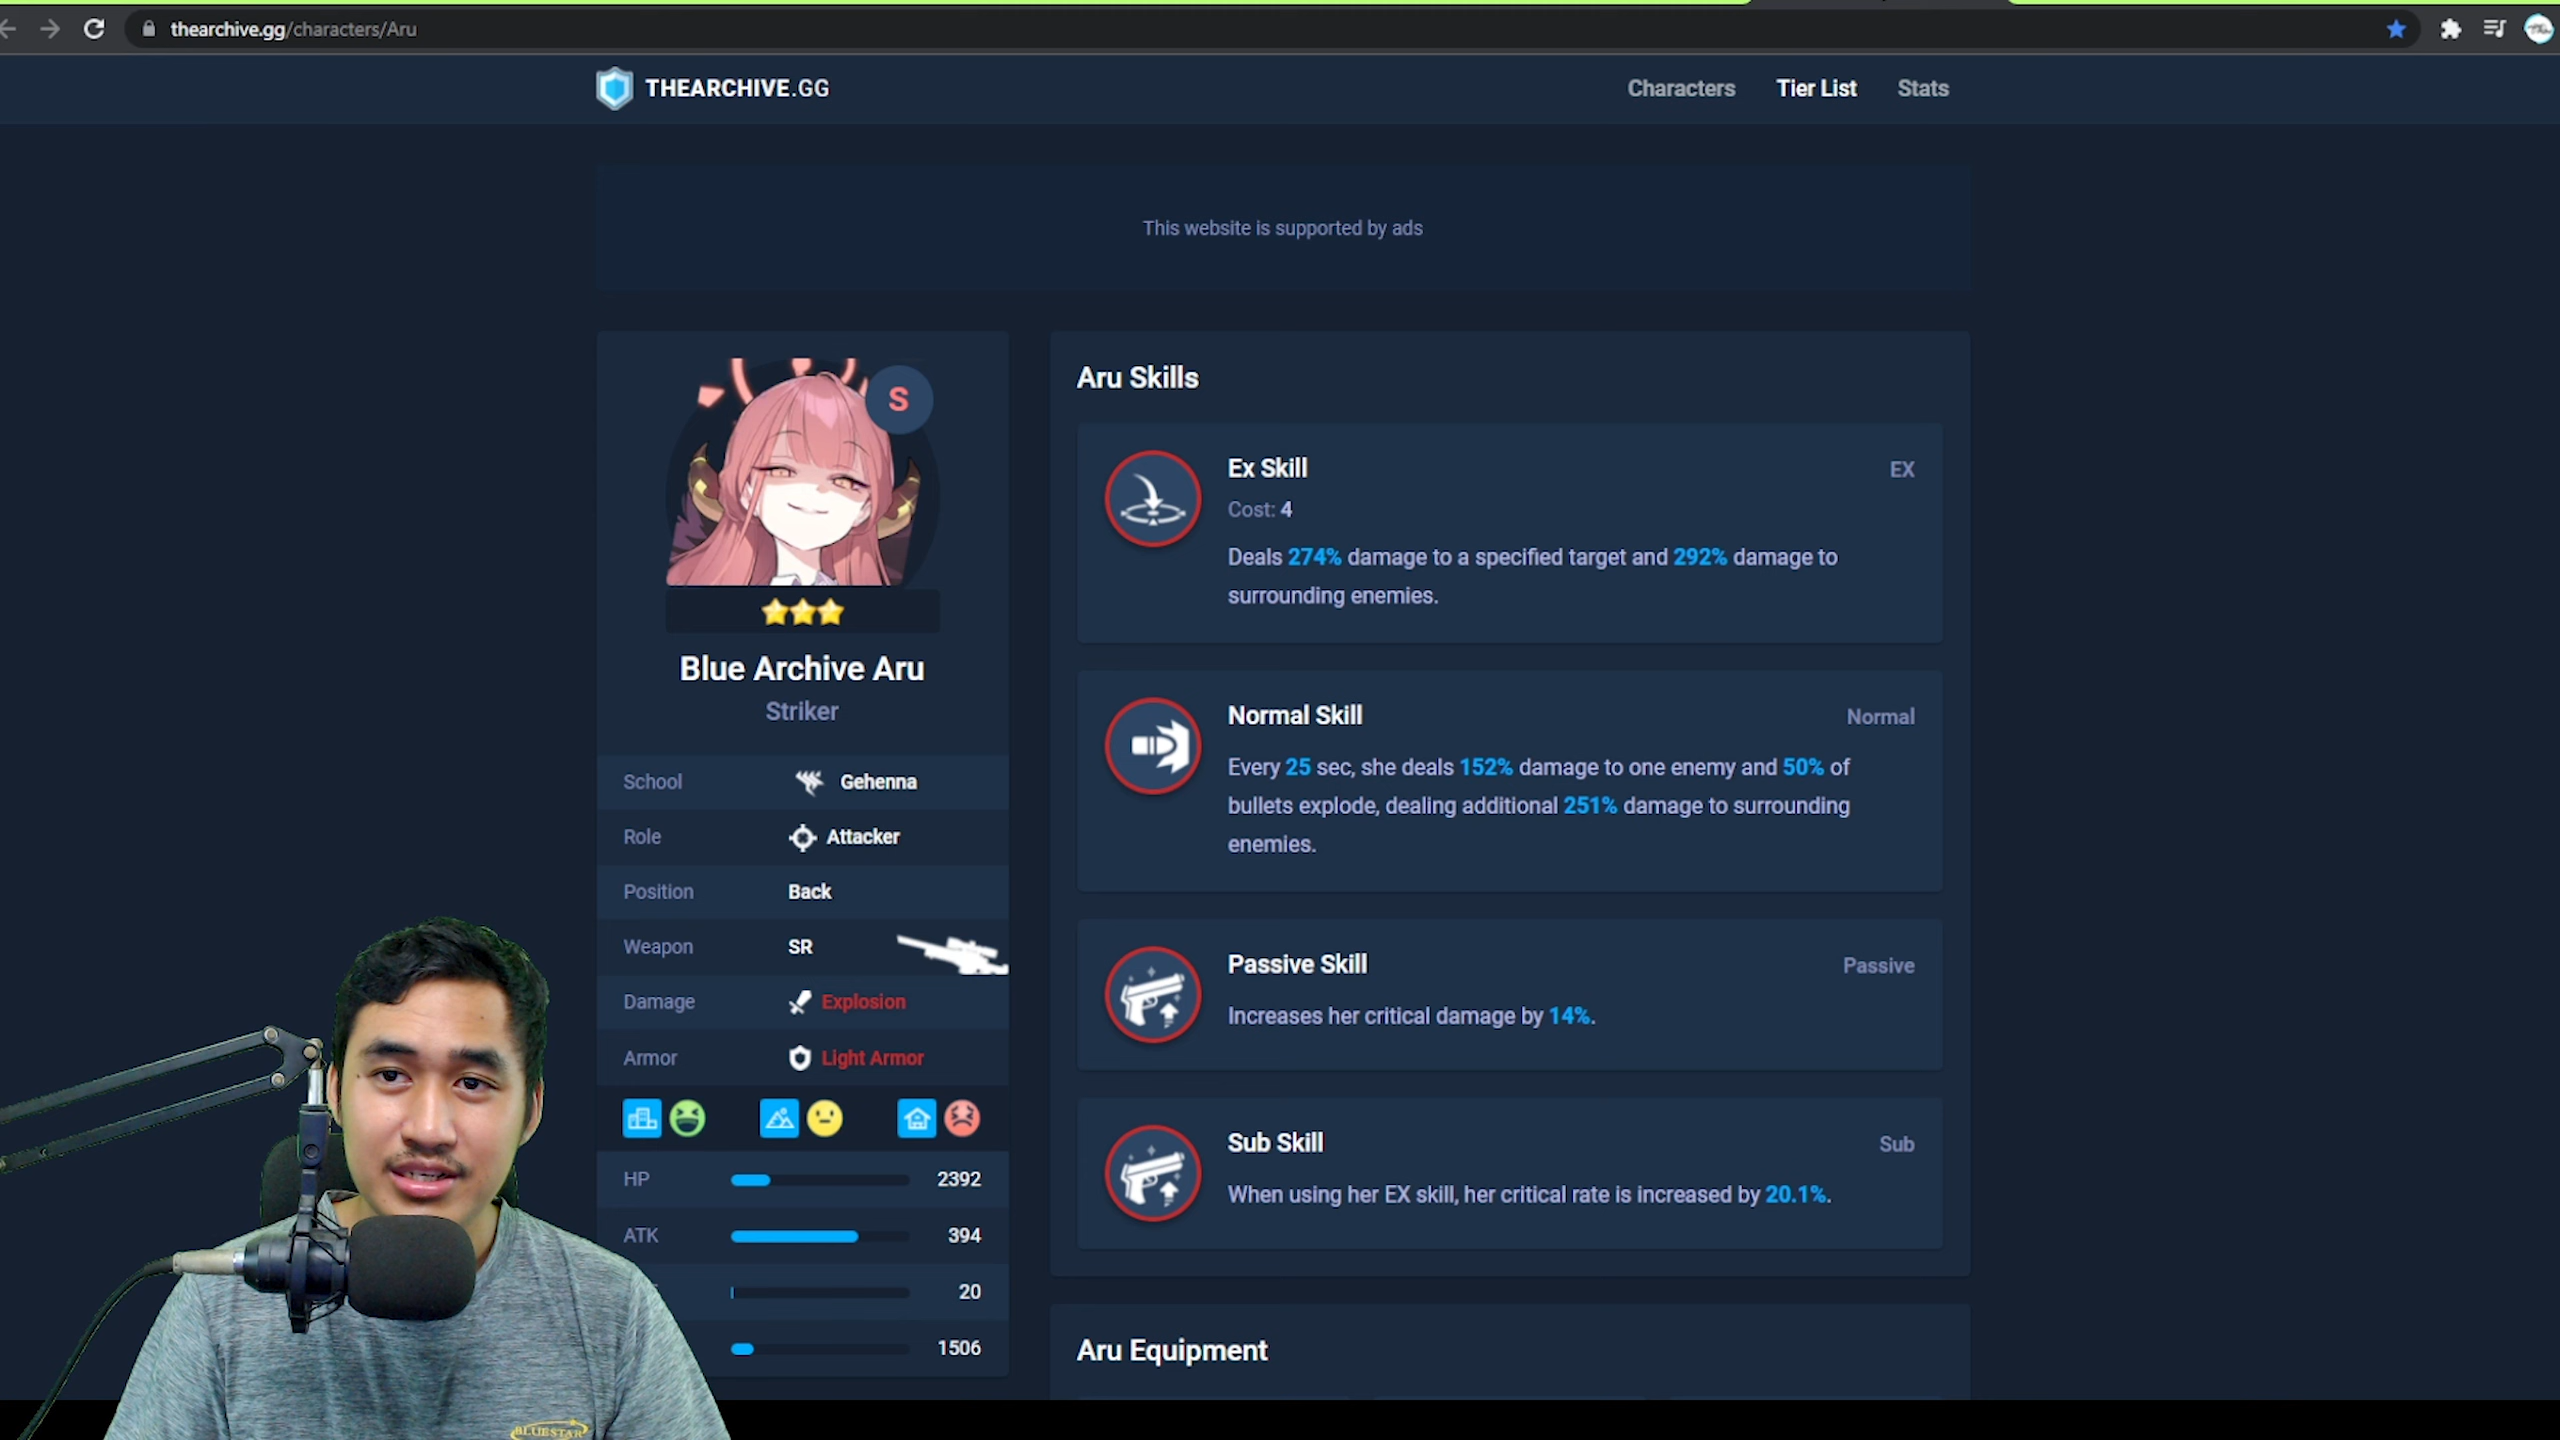 thearchive.gg/characters/Aru
THEARCHIVE.GG
Characters
Tier List
Stats
This website is supported by ads
S
Blue Archive Aru
Striker
School
Gehenna
Role
Attacker
Position
Back
Weapon
SR
Damage
Explosion
Armor
Light Armor
HP
2392
ATK
394
20
1506
Aru Skills
Ex Skill
EX
Cost: 4
Deals 274% damage to a specified target and 292% damage to
surrounding enemies.
Normal Skill
Normal
Every 25 sec, she deals 152% damage to one enemy and 50% of
bullets explode, dealing additional 251% damage to surrounding
enemies.
Passive Skill
Passive
Increases her critical damage by 14%.
Sub Skill
Sub
When using her EX skill, her critical rate is increased by 20.1%.
Aru Equipment
BLUESTAR